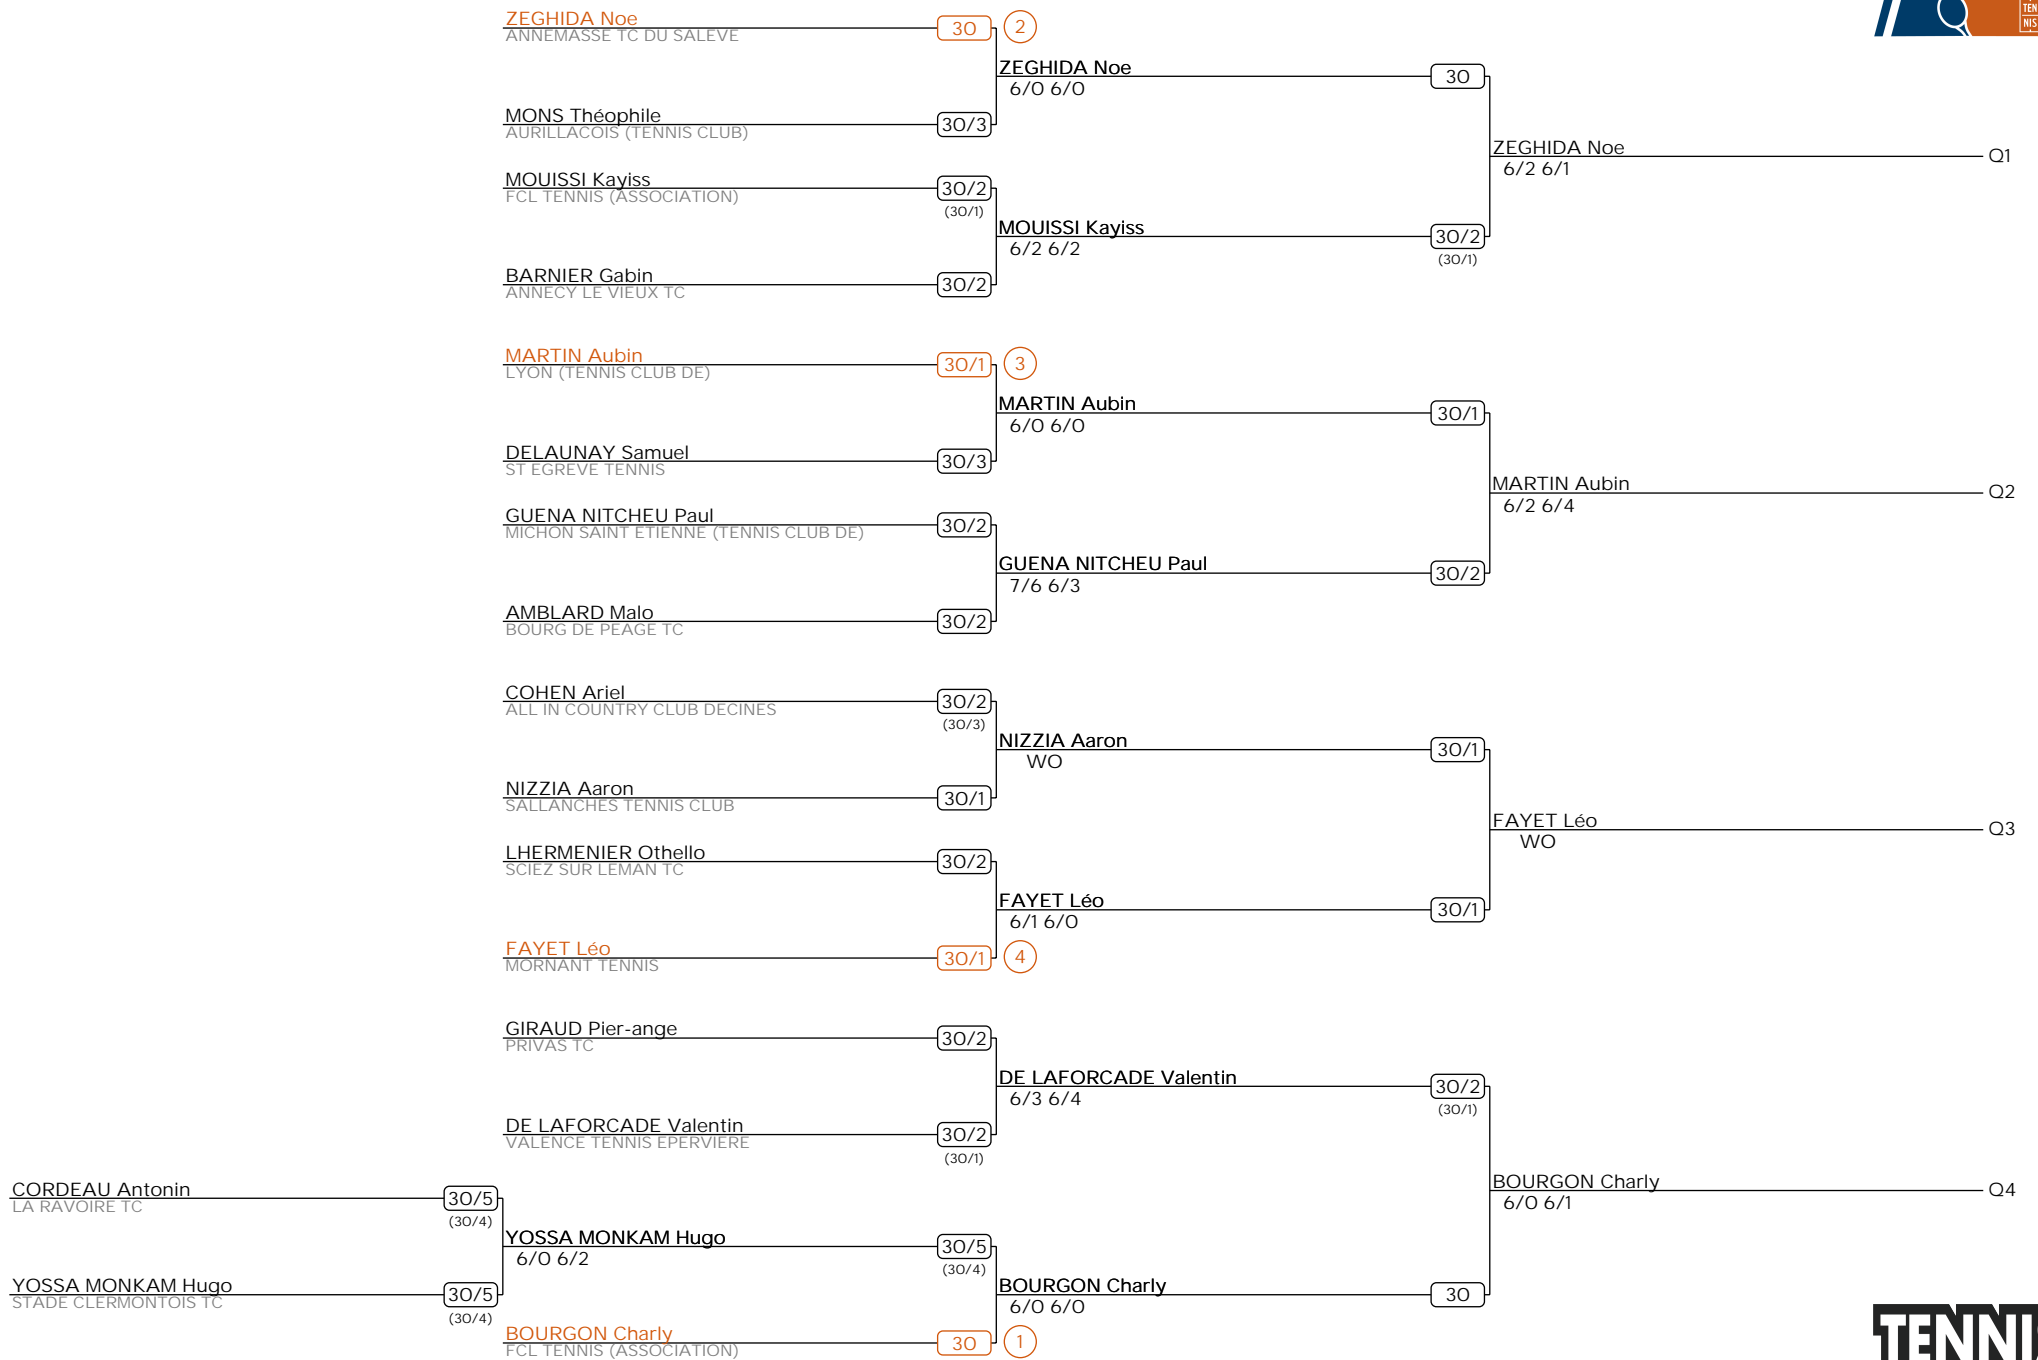 ZEGHIDA Noe 30 2
ANNEMASSE TC DU SALEVE
ZEGHIDA Noe 30
6/0 6/0
MONS Théophile 30/3
AURILLACOIS (TENNIS CLUB)
ZEGHIDA Noe Q1
6/2 6/1
MOUISSI Kayiss 30/2
FCL TENNIS (ASSOCIATION) (30/1)
MOUISSI Kayiss 30/2
6/2 6/2 (30/1)
BARNIER Gabin 30/2
ANNECY LE VIEUX TC
MARTIN Aubin 30/1 3
LYON (TENNIS CLUB DE)
MARTIN Aubin 30/1
6/0 6/0
DELAUNAY Samuel 30/3
ST EGREVE TENNIS
MARTIN Aubin Q2
6/2 6/4
GUENA NITCHEU Paul 30/2
MICHON SAINT ETIENNE (TENNIS CLUB DE)
GUENA NITCHEU Paul 30/2
7/6 6/3
AMBLARD Malo 30/2
BOURG DE PEAGE TC
COHEN Ariel 30/2
ALL IN COUNTRY CLUB DECINES (30/3)
NIZZIA Aaron 30/1
WO
NIZZIA Aaron 30/1
SALLANCHES TENNIS CLUB
FAYET Léo Q3
WO
LHERMENIER Othello 30/2
SCIEZ SUR LEMAN TC
FAYET Léo 30/1
6/1 6/0
FAYET Léo 30/1 4
MORNANT TENNIS
GIRAUD Pier-ange 30/2
PRIVAS TC
DE LAFORCADE Valentin 30/2
6/3 6/4 (30/1)
DE LAFORCADE Valentin 30/2
VALENCE TENNIS EPERVIERE (30/1)
BOURGON Charly Q4
6/0 6/1
CORDEAU Antonin 30/5
LA RAVOIRE TC (30/4)
YOSSA MONKAM Hugo 30/5
6/0 6/2 (30/4)
YOSSA MONKAM Hugo 30/5
STADE CLERMONTOIS TC (30/4)
BOURGON Charly 30
6/0 6/0
BOURGON Charly 30 1
FCL TENNIS (ASSOCIATION)
TEN
NIS
TENNI